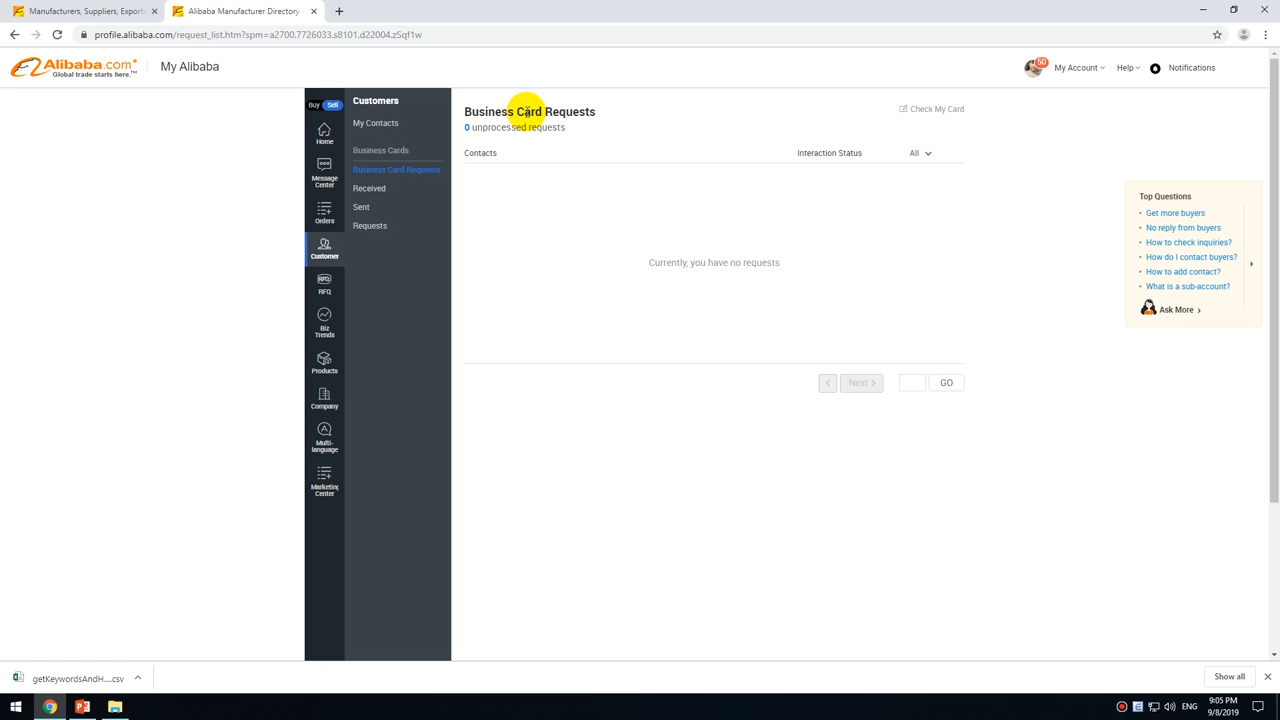 Manufacturers, Suppliers, Export
Alibaba Manufacturer Directory -
profile.alibaba.com/request_list.htm?spm=a2700.7726033.s8101.d22004.zSqf1w
Alibaba.com
Global trade starts here.™
My Alibaba
50
My Account
Help
Notifications
Buy
Sell
Home
Message
Center
Orders
Customer
RFQ
RFQ
Biz
Trends
Products
Company
Multi-
language
Marketing
Center
Customers
My Contacts
Business Cards
Business Card Requests
Received
Sent
Requests
Business Card Requests
0 unprocessed requests
Check My Card
Contacts
Interaction Status
All
Currently, you have no requests
Next
GO
Top Questions
Get more buyers
No reply from buyers
How to check inquiries?
How do I contact buyers?
How to add contact?
What is a sub-account?
Ask More
getKeywordsAndH....csv
Show all
ENG
9:05 PM
9/8/2019